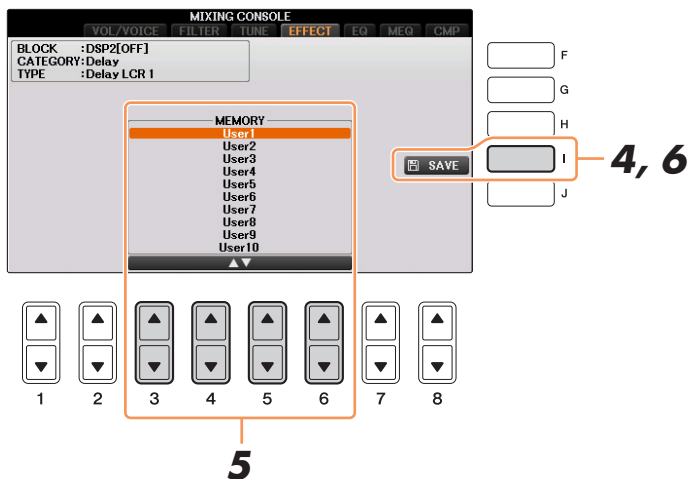 MIXING CONSOLE
VOL/VOICE FILTER TUNE EFFECT EQ MEQ CMP
BLOCK :DSP2[OFF]
CATEGORY:Delay
TYPE :Delay LCR 1
MEMORY
User1
User2
User3
User4
User5
User6
User7
User8
User9
User10
▲▼
SAVE
F
G
H
I
J
4, 6
1 2 3 4 5 6 7 8
5